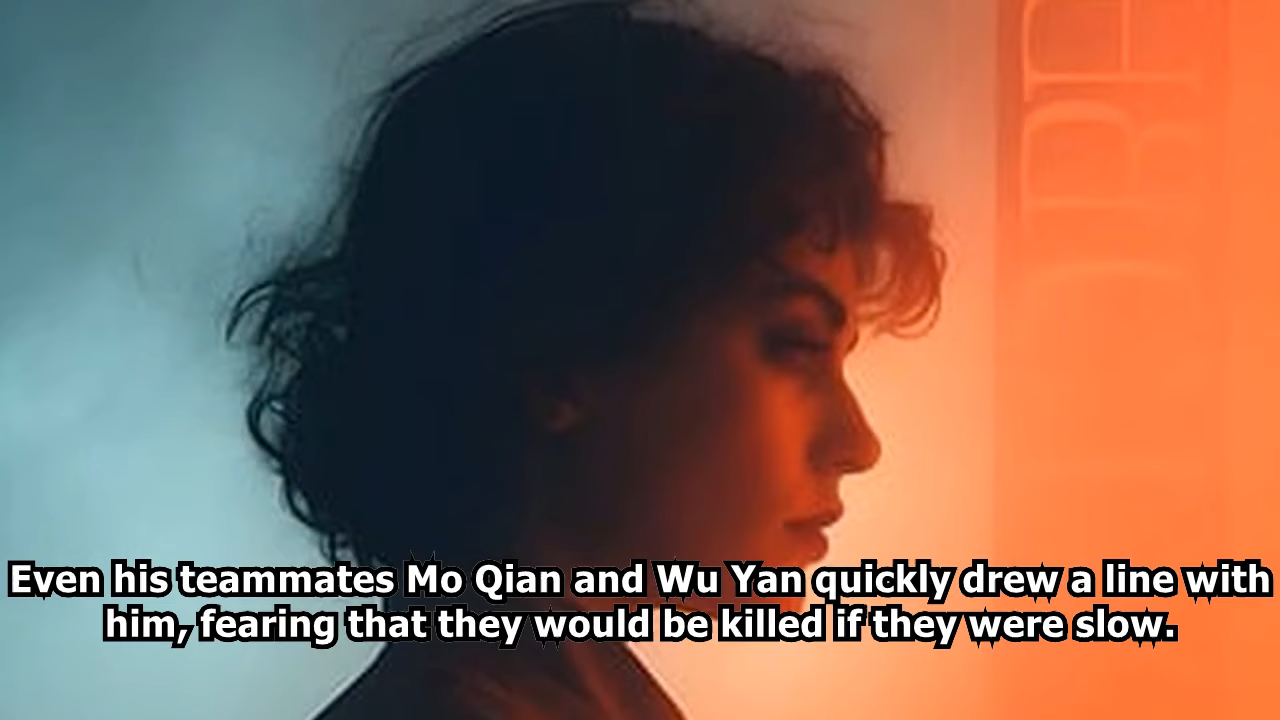 Even his teammates Mo Qian and Wu Yan quickly drew a line with
him, fearing that they would be killed if they were slow.